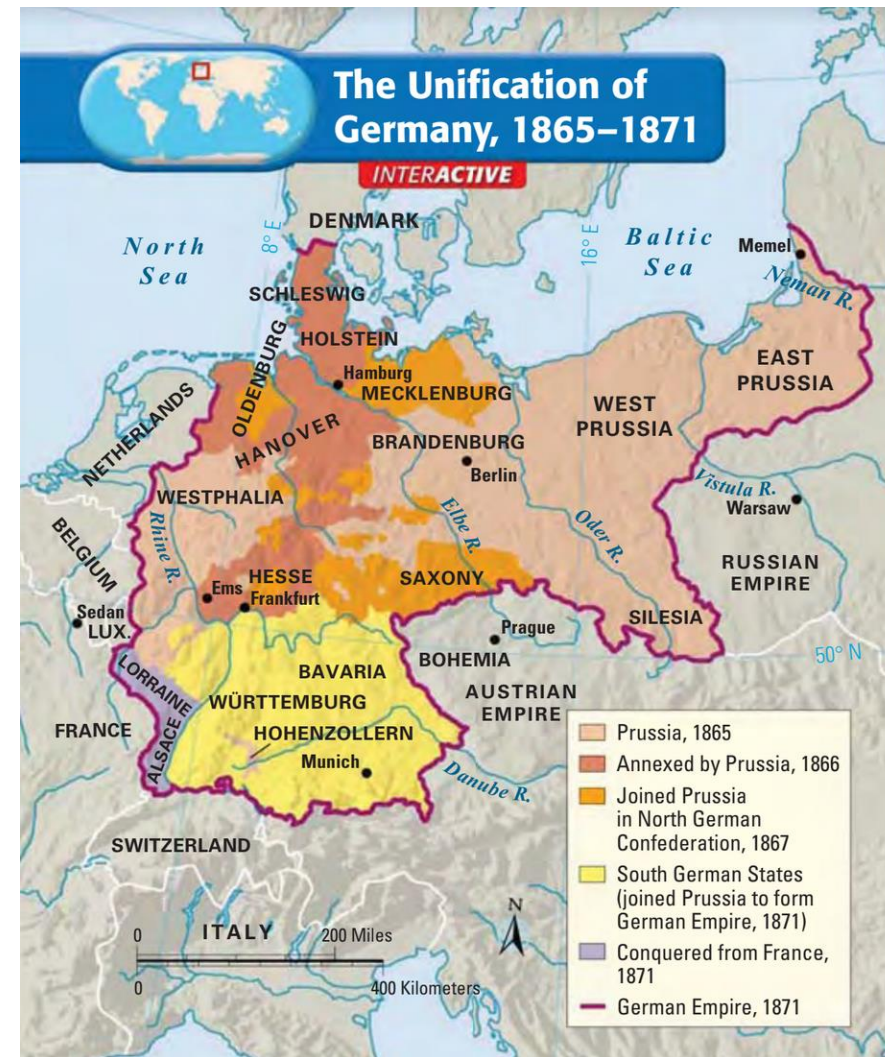 The Unification of
Germany, 1865–1871
INTERACTIVE
DENMARK
North
Sea
8° E
16° E
Baltic
Sea
Memel
Neman R.
SCHLESWIG
HOLSTEIN
Hamburg
OLDENBURG
MECKLENBURG
EAST
PRUSSIA
WEST
PRUSSIA
NETHERLANDS
HANOVER
BRANDENBURG
Berlin
WESTPHALIA
Vistula R.
Warsaw
Rhine R.
Elbe R.
Oder R.
BELGIUM
RUSSIAN
EMPIRE
HESSE
SAXONY
Ems
Frankfurt
Sedan
LUX.
SILESIA
Prague
BOHEMIA
50° N
LORRAINE
BAVARIA
AUSTRIAN
EMPIRE
WÜRTTEMBURG
FRANCE
ALSACE
HOHENZOLLERN
Munich
Danube R.
SWITZERLAND
ITALY
0
200 Miles
0
400 Kilometers
N
Prussia, 1865
Annexed by Prussia, 1866
Joined Prussia
in North German
Confederation, 1867
South German States
(joined Prussia to form
German Empire, 1871)
Conquered from France,
1871
German Empire, 1871